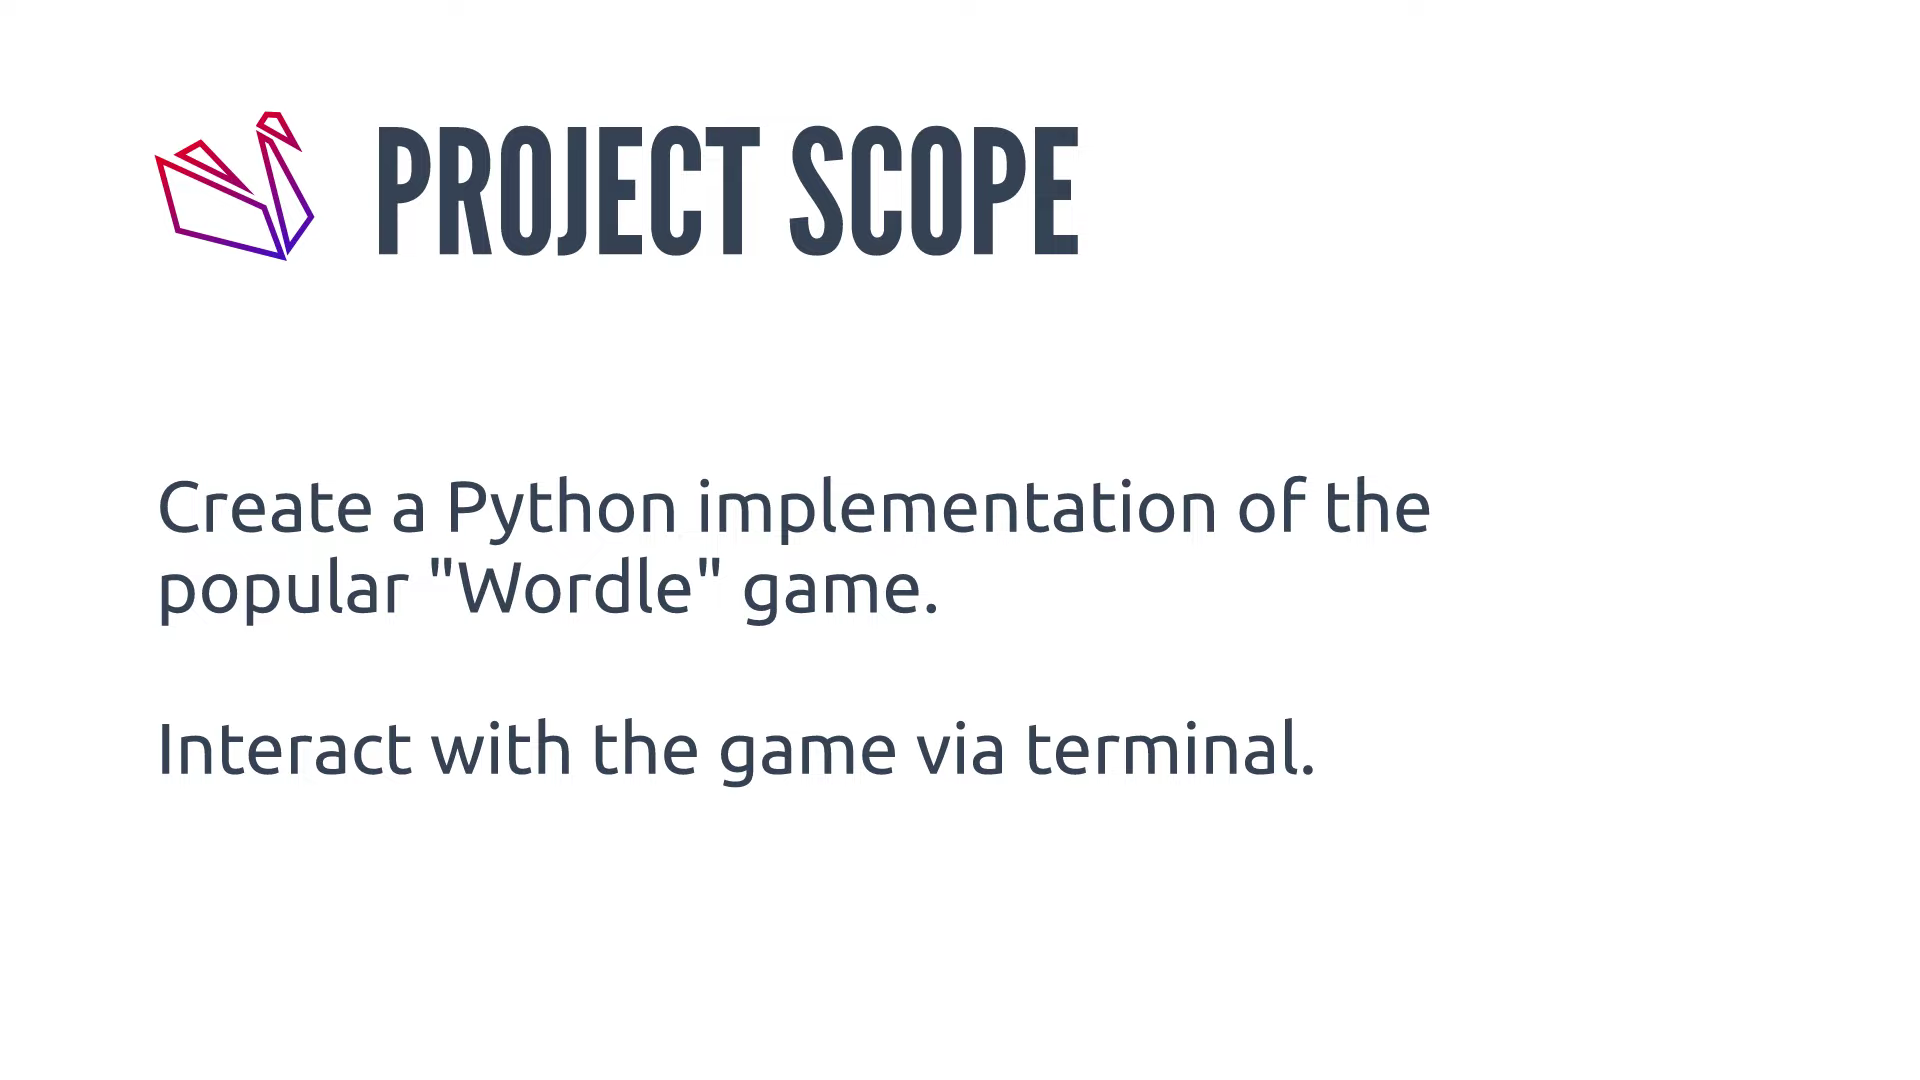 PROJECT SCOPE
Create a Python implementation of the
popular "Wordle" game.
Interact with the game via terminal.